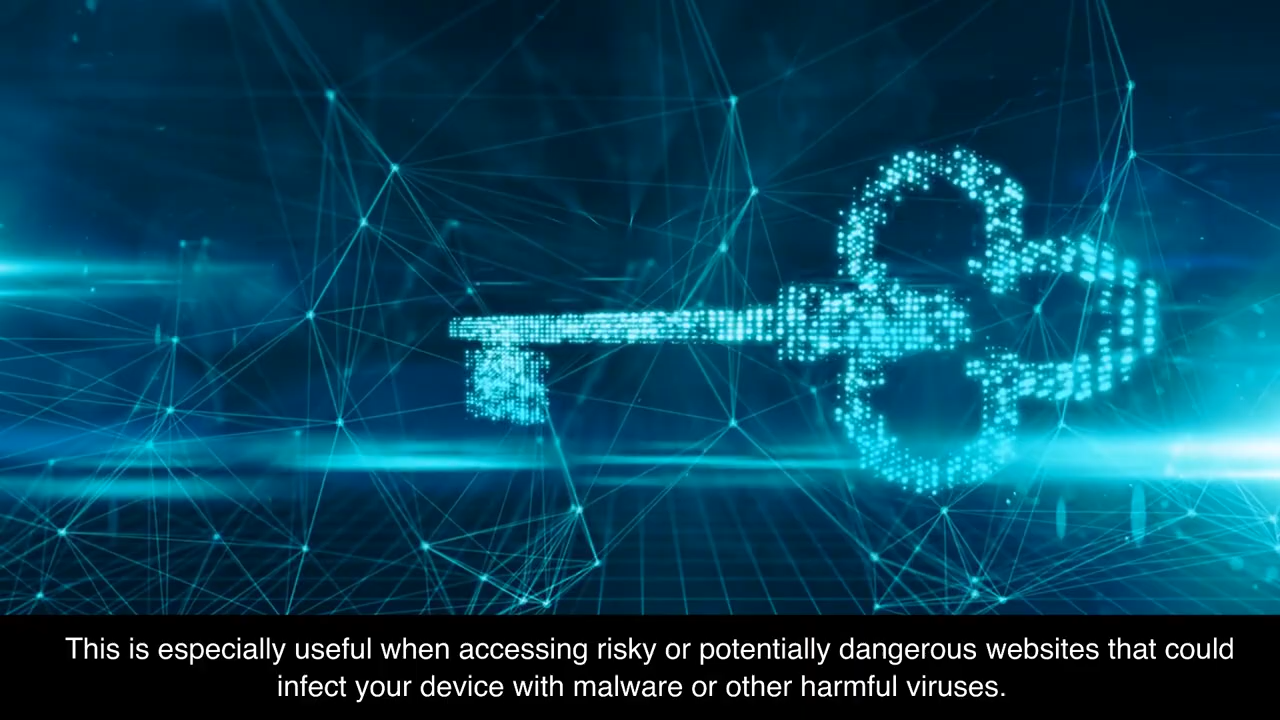 This is especially useful when accessing risky or potentially dangerous websites that could
infect your device with malware or other harmful viruses.